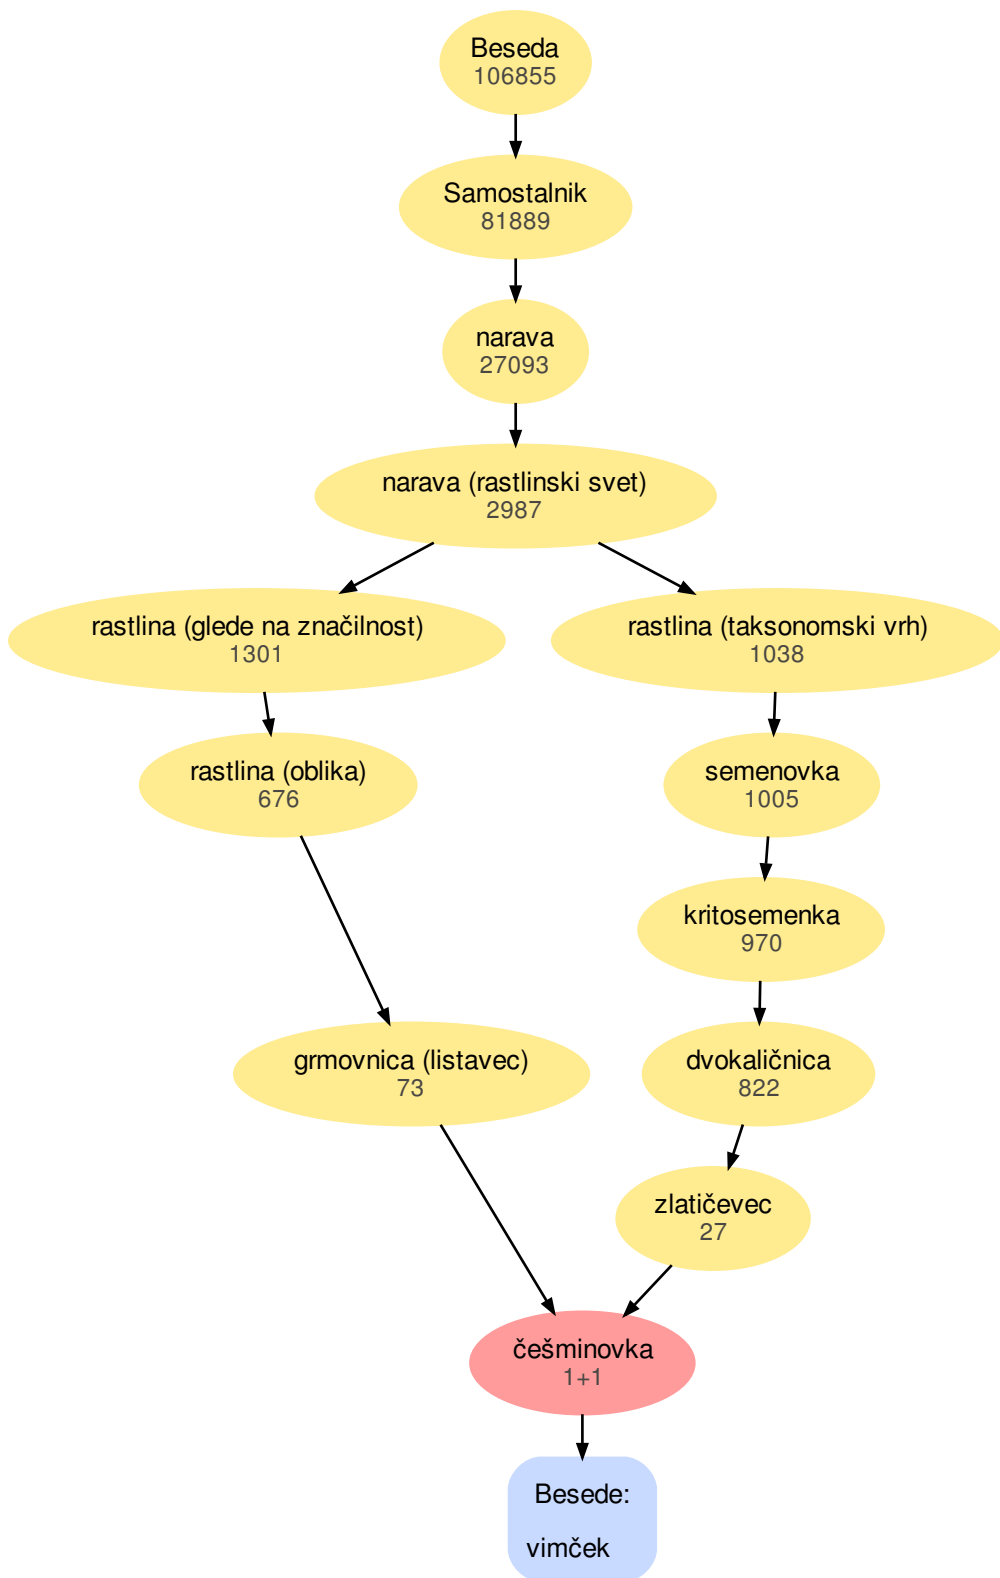 Beseda
106855
Samostalnik
81889
narava
27093
narava (rastlinski svet)
2987
rastlina (glede na značilnost)
1301
rastlina (taksonomski vrh)
1038
rastlina (oblika)
676
semenovka
1005
kritosemenka
970
grmovnica (listavec)
73
dvokaličnica
822
zlatičevec
27
češminovka
1+1
Besede:
vimček